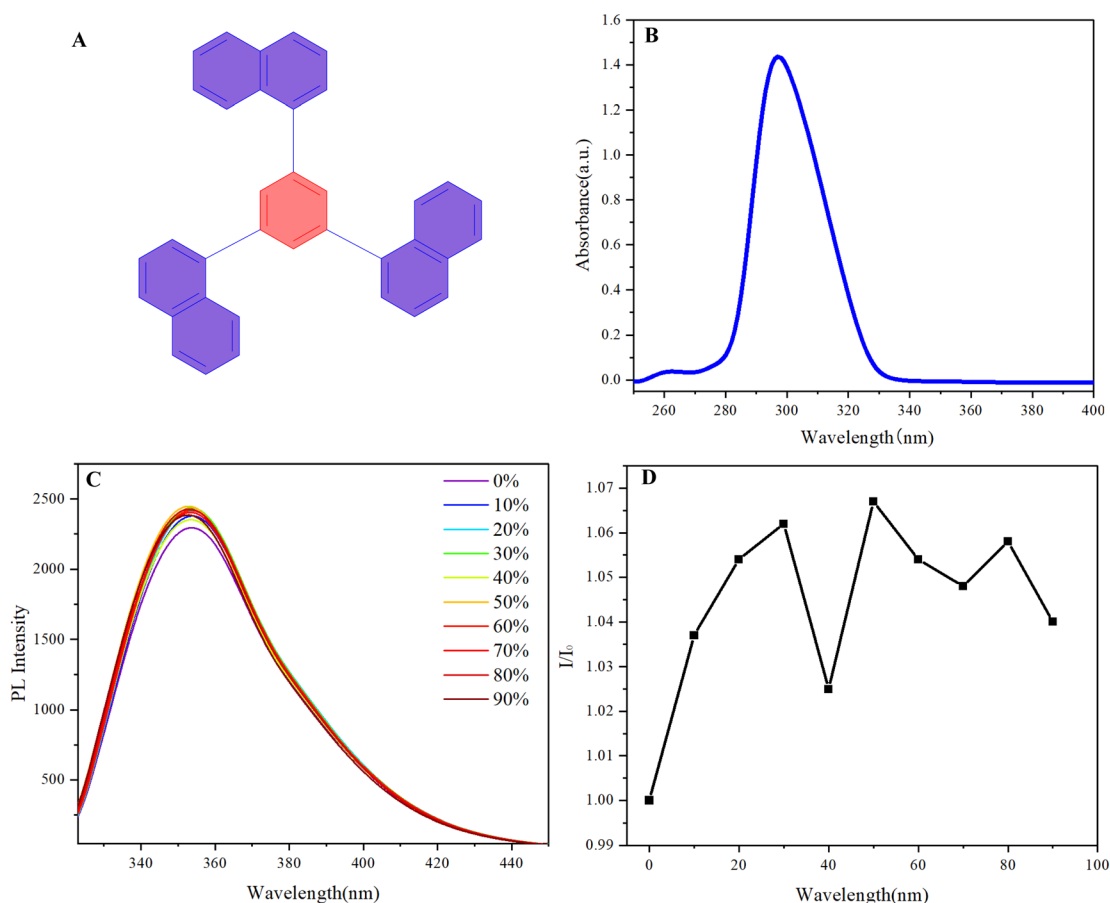 A
B
1.6
1.4
1.2
1.0
0.8
0.6
0.4
0.2
0.0
Absorbance(a.u.)
260 280 300 320 340 360 380 400
Wavelength(nm)
C
2500
2000
1500
1000
500
PL Intensity
0%
10%
20%
30%
40%
50%
60%
70%
80%
90%
340 360 380 400 420 440
Wavelength(nm)
D
1.07
1.06
1.05
1.04
1.03
1.02
1.01
1.00
0.99
I/I₀
0 20 40 60 80 100
Wavelength(nm)